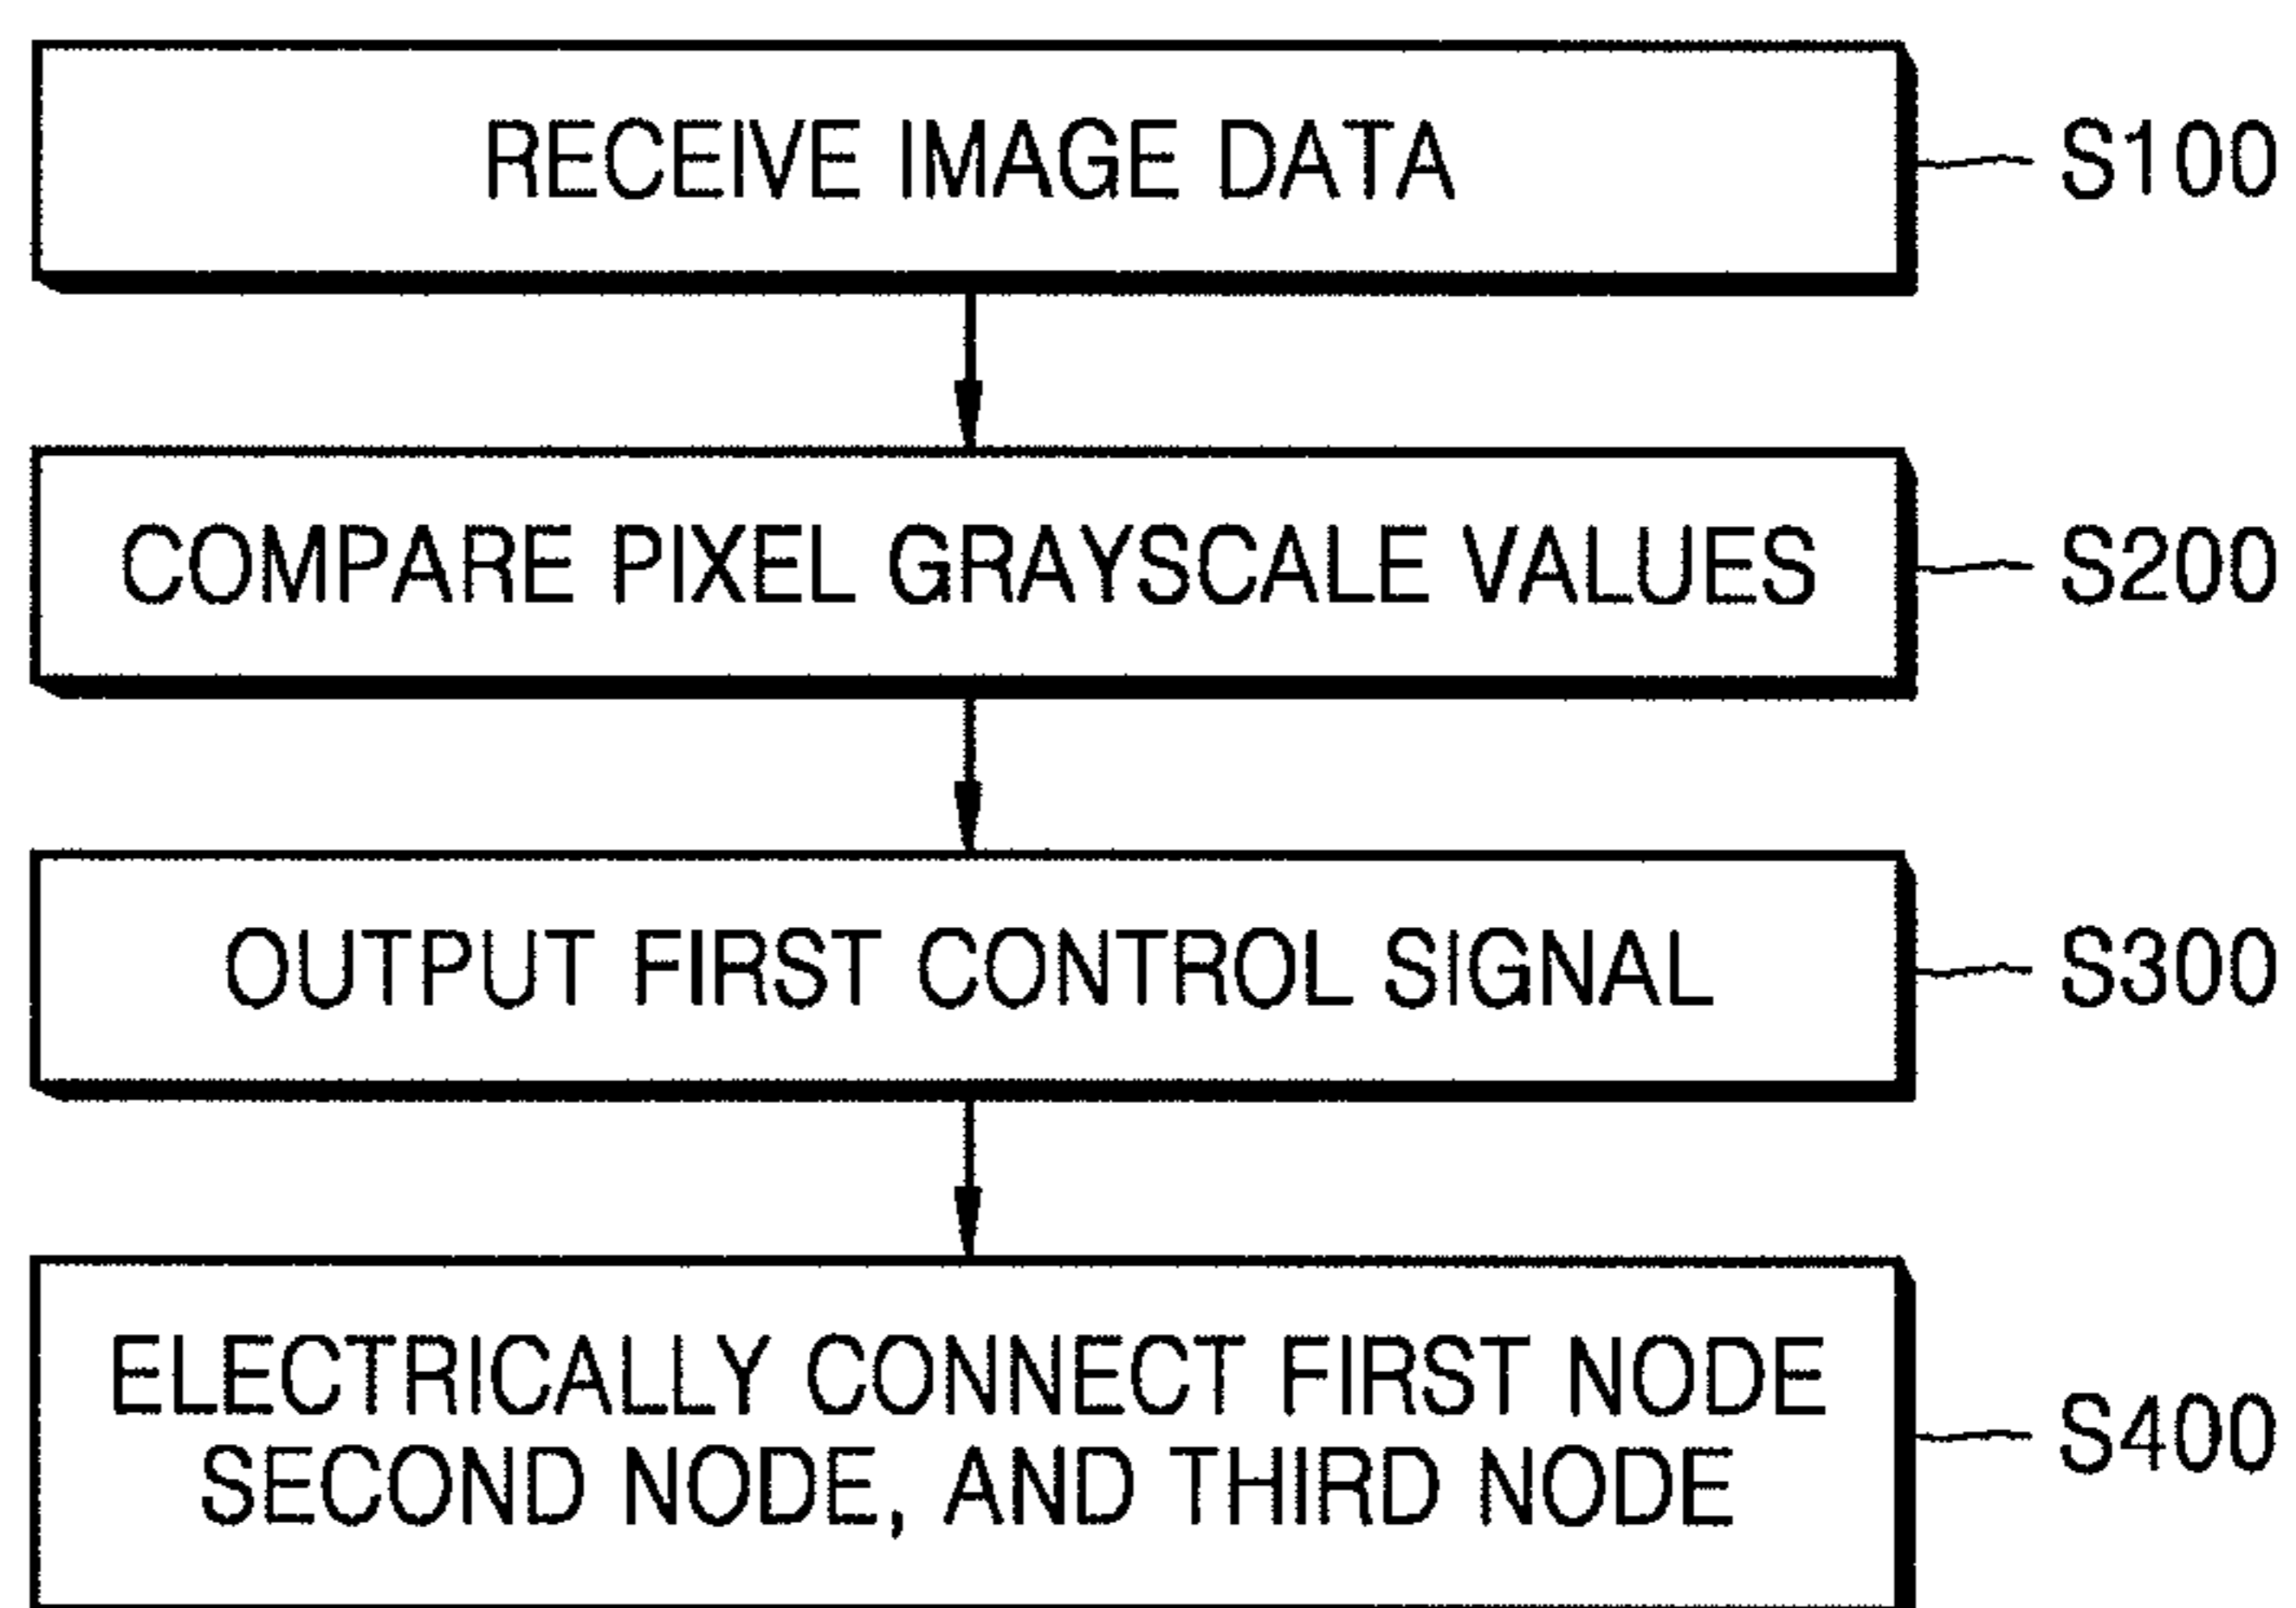 RECEIVE IMAGE DATA
S100
COMPARE PIXEL GRAYSCALE VALUES
S200
OUTPUT FIRST CONTROL SIGNAL
S300
ELECTRICALLY CONNECT FIRST NODE
SECOND NODE, AND THIRD NODE
S400